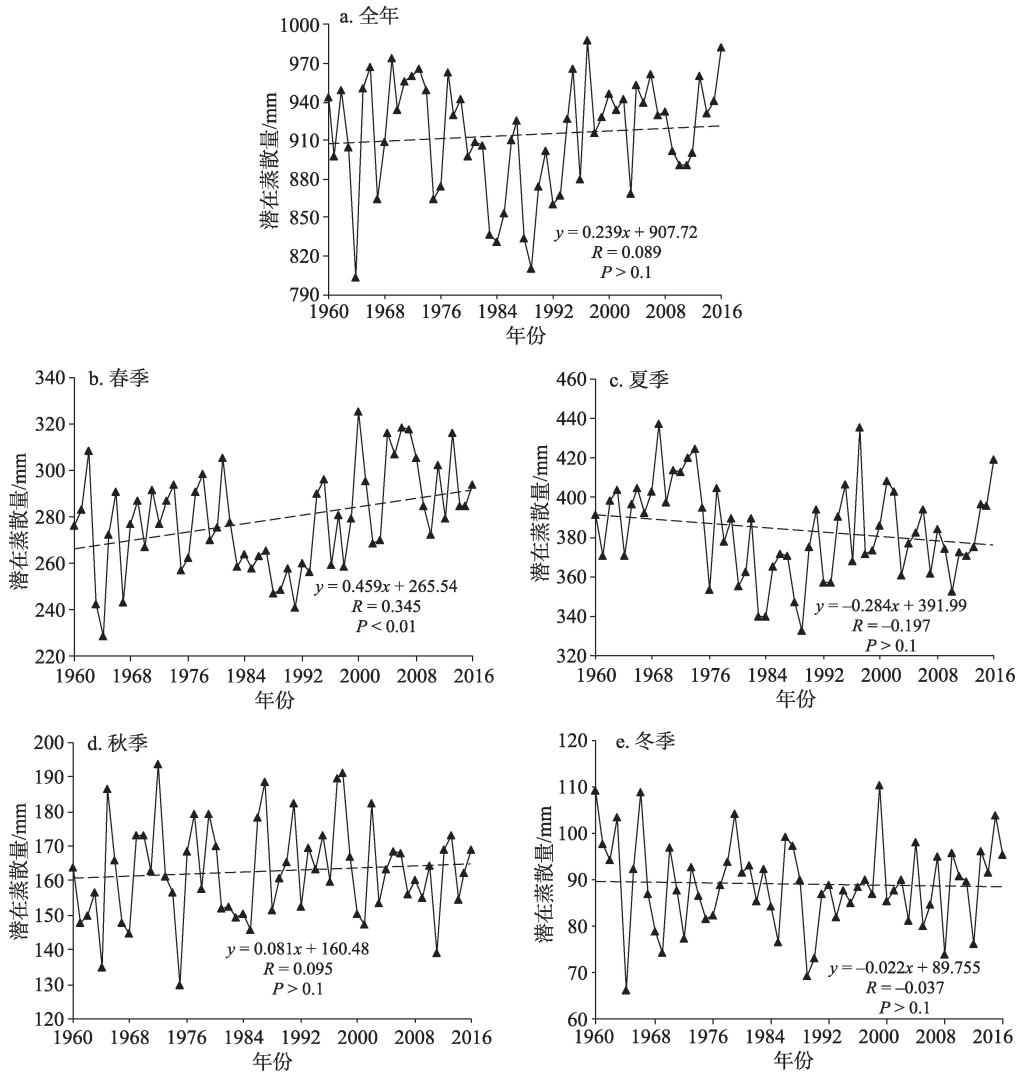 a. 全年
潜在蒸散量/mm
1000
970
940
910
880
850
820
790
y = 0.239x + 907.72
R = 0.089
P > 0.1
1960 1968 1976 1984 1992 2000 2008 2016
年份
b. 春季
潜在蒸散量/mm
340
320
300
280
260
240
220
y = 0.459x + 265.54
R = 0.345
P < 0.01
1960 1968 1976 1984 1992 2000 2008 2016
年份
c. 夏季
潜在蒸散量/mm
460
440
420
400
380
360
340
320
y = –0.284x + 391.99
R = –0.197
P > 0.1
1960 1968 1976 1984 1992 2000 2008 2016
年份
d. 秋季
潜在蒸散量/mm
200
190
180
170
160
150
140
130
120
y = 0.081x + 160.48
R = 0.095
P > 0.1
1960 1968 1976 1984 1992 2000 2008 2016
年份
e. 冬季
潜在蒸散量/mm
120
110
100
90
80
70
60
y = –0.022x + 89.755
R = –0.037
P > 0.1
1960 1968 1976 1984 1992 2000 2008 2016
年份